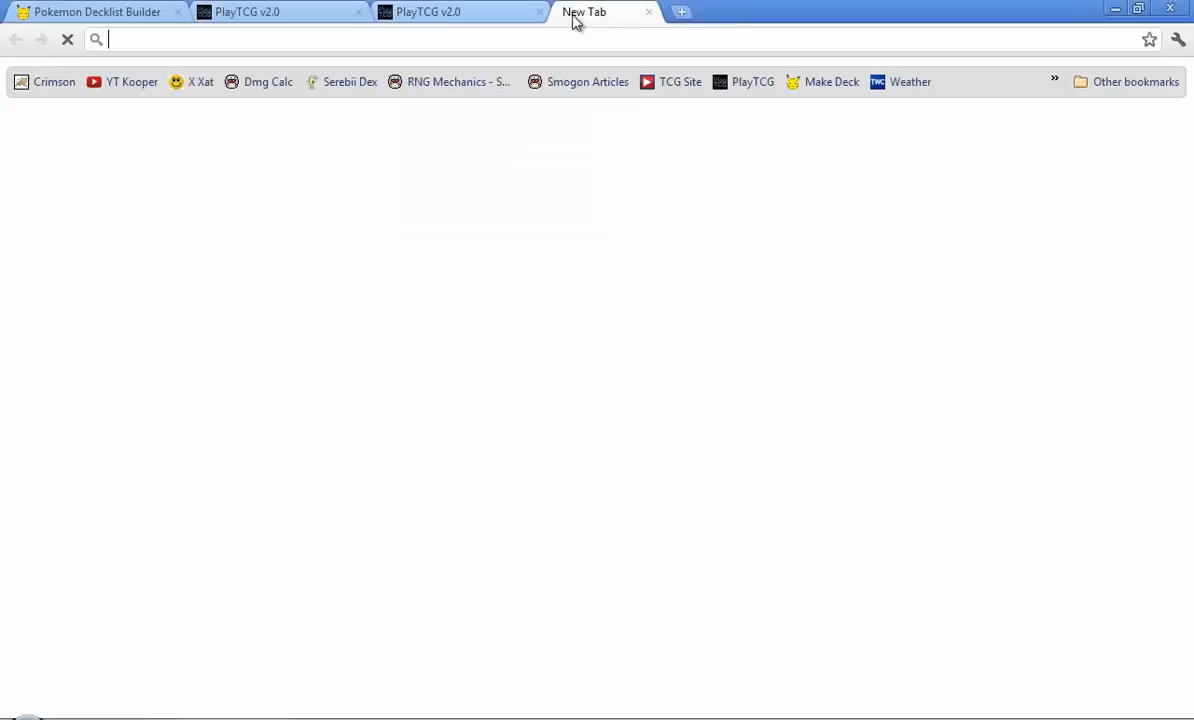 Pokemon Decklist Builder PlayTCG v2.0 PlayTCG v2.0 New Tab
Crimson YT Kooper X Xat Dmg Calc Serebii Dex RNG Mechanics - S... Smogon Articles TCG Site PlayTCG Make Deck Weather Other bookmarks